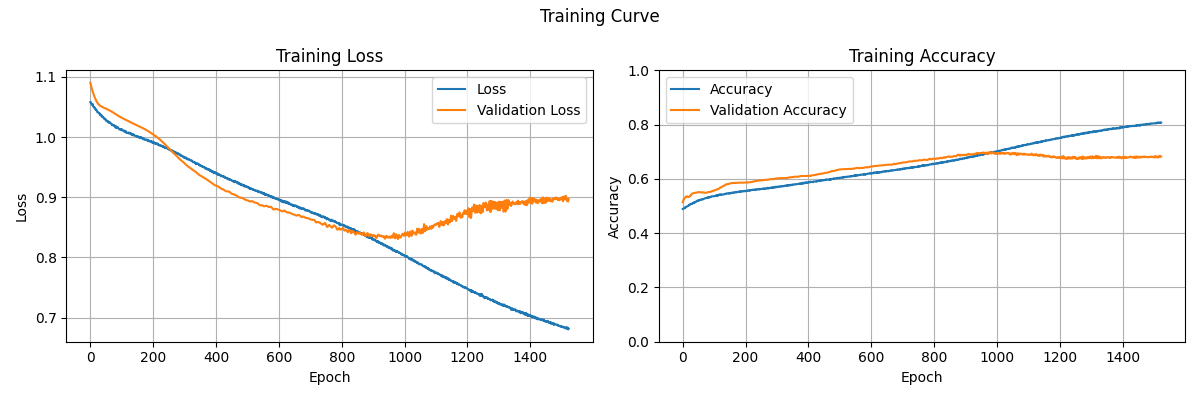 Training Curve
Training Loss
Loss
Validation Loss
1.1
1.0
0.9
0.8
0.7
Loss
0
200
400
600
800
1000
1200
1400
Epoch
Training Accuracy
Accuracy
Validation Accuracy
1.0
0.8
0.6
0.4
0.2
0.0
Accuracy
0
200
400
600
800
1000
1200
1400
Epoch